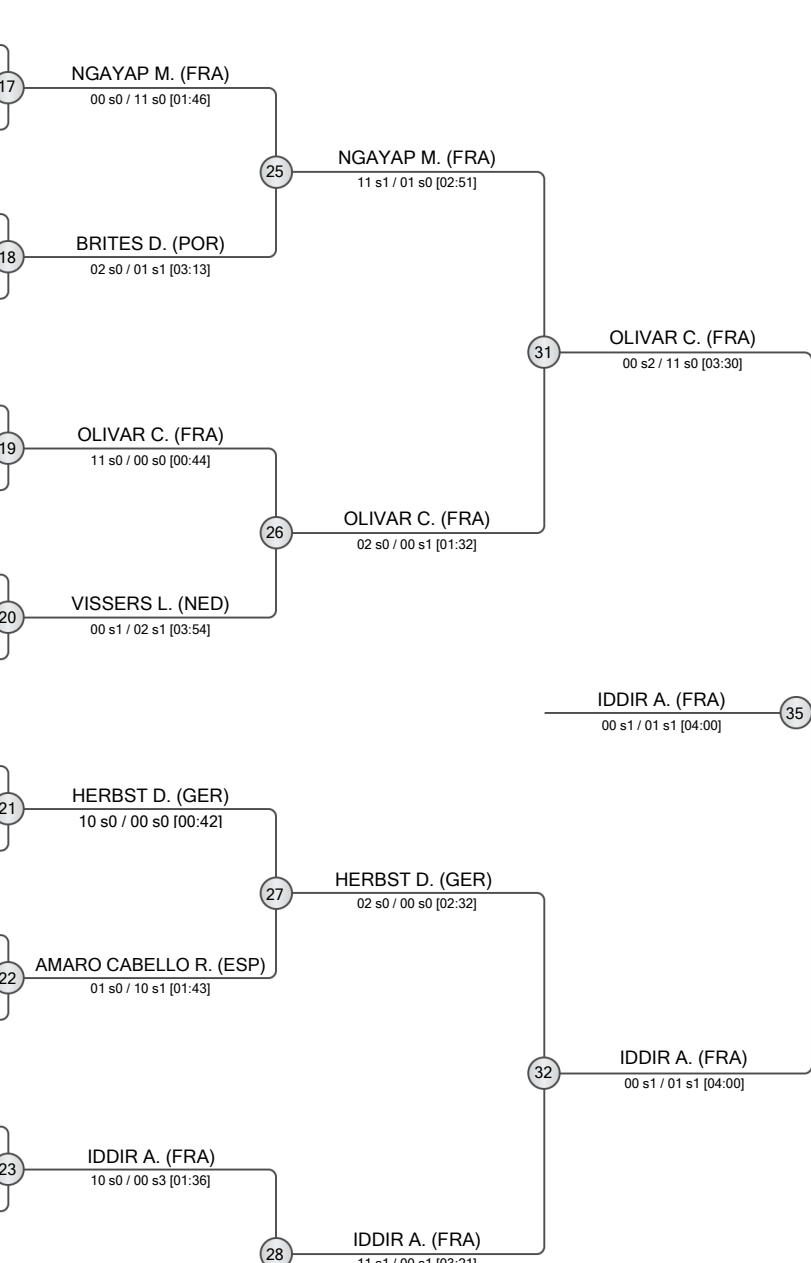 17
NGAYAP M. (FRA)
00 s0 / 11 s0 [01:46]
25
NGAYAP M. (FRA)
11 s1 / 01 s0 [02:51]
18
BRITES D. (POR)
02 s0 / 01 s1 [03:13]
31
OLIVAR C. (FRA)
00 s2 / 11 s0 [03:30]
19
OLIVAR C. (FRA)
11 s0 / 00 s0 [00:44]
26
OLIVAR C. (FRA)
02 s0 / 00 s1 [01:32]
20
VISSERS L. (NED)
00 s1 / 02 s1 [03:54]
IDDIR A. (FRA)
00 s1 / 01 s1 [04:00]
35
21
HERBST D. (GER)
10 s0 / 00 s0 [00:42]
27
HERBST D. (GER)
02 s0 / 00 s0 [02:32]
22
AMARO CABELLO R. (ESP)
01 s0 / 10 s1 [01:43]
32
IDDIR A. (FRA)
00 s1 / 01 s1 [04:00]
23
IDDIR A. (FRA)
10 s0 / 00 s3 [01:36]
28
IDDIR A. (FRA)